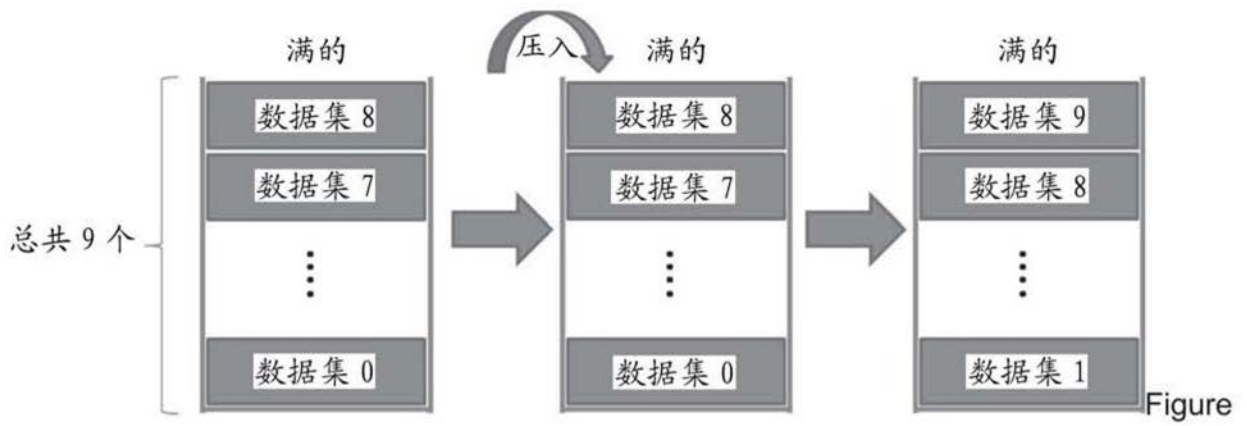 满的
压入
满的
满的
数据集 8
数据集 8
数据集 9
数据集 7
数据集 7
数据集 8
总共 9 个
数据集 0
数据集 0
数据集 1
Figure